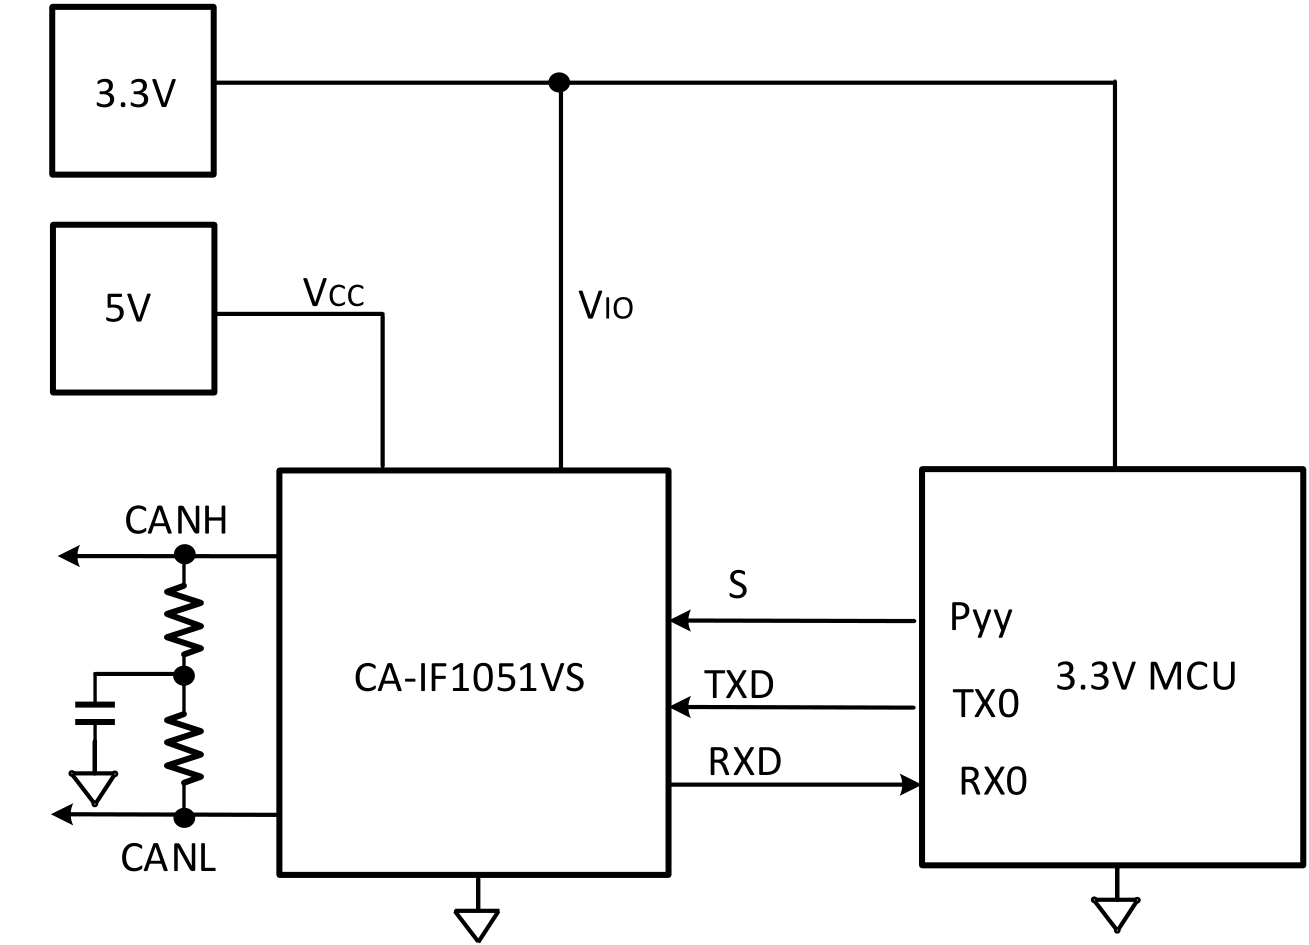 3.3V
5V
VCC
VIO
CANH
CANL
CA-IF1051VS
S
TXD
RXD
Pyy
TX0
RX0
3.3V MCU